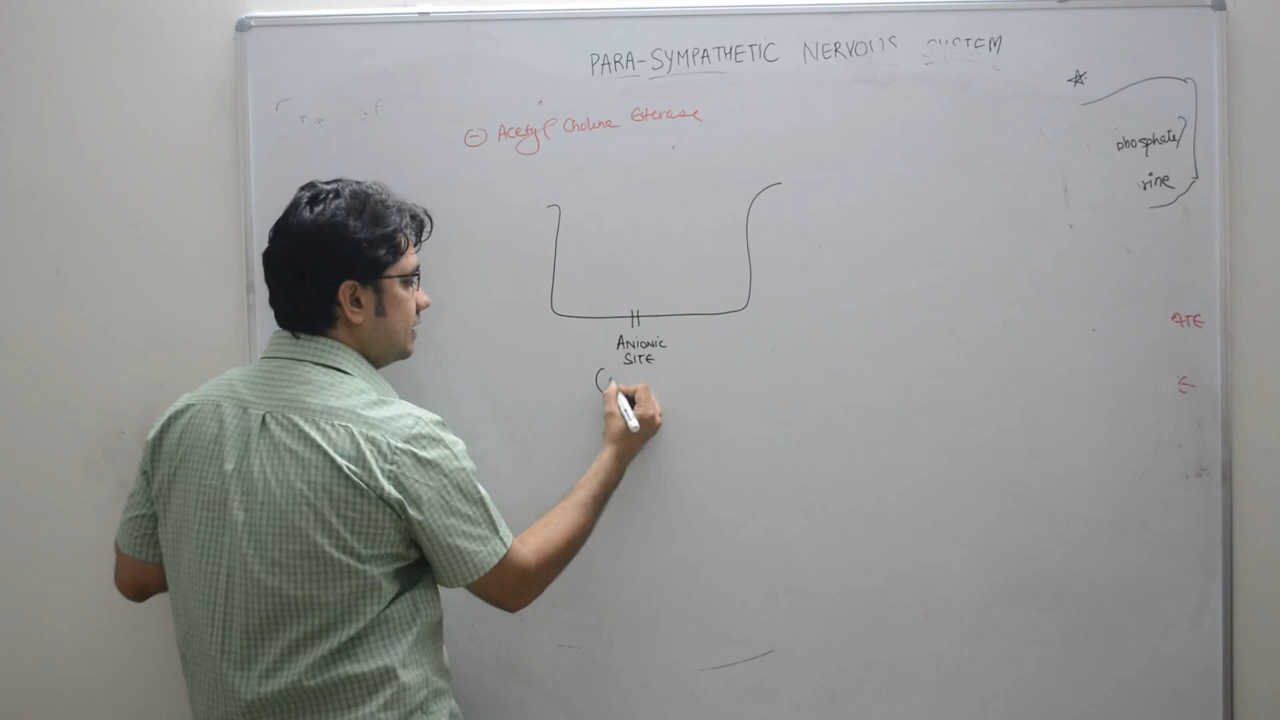 PARA-SYMPATHETIC NERVOUS SYSTEM
⊖ Acetyl Choline Esterase
phosphate
rine
ANIONIC
SITE
ATE
E
(